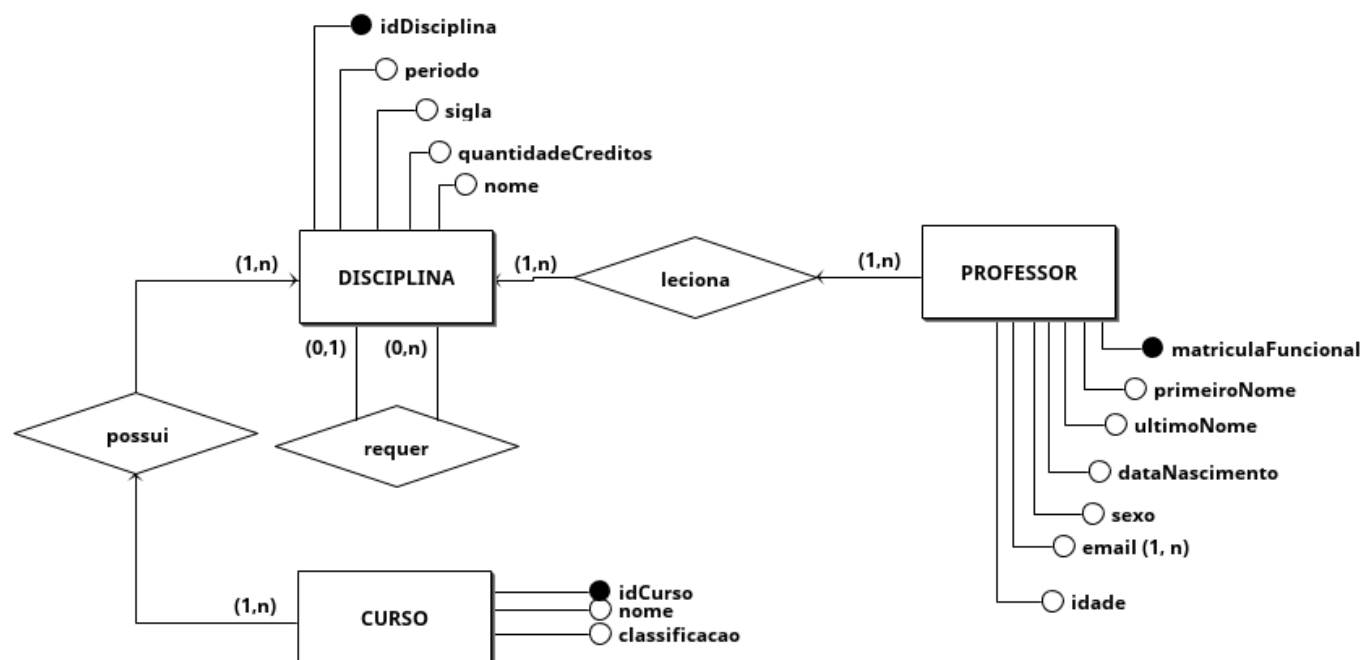 idDisciplina
periodo
sigla
quantidadeCreditos
nome
(1,n)
DISCIPLINA
(1,n)
leciona
(1,n)
PROFESSOR
(0,1)
(0,n)
matriculaFuncional
primeiroNome
ultimoNome
dataNascimento
sexo
email (1, n)
idade
possui
requer
(1,n)
CURSO
idCurso
nome
classificacao